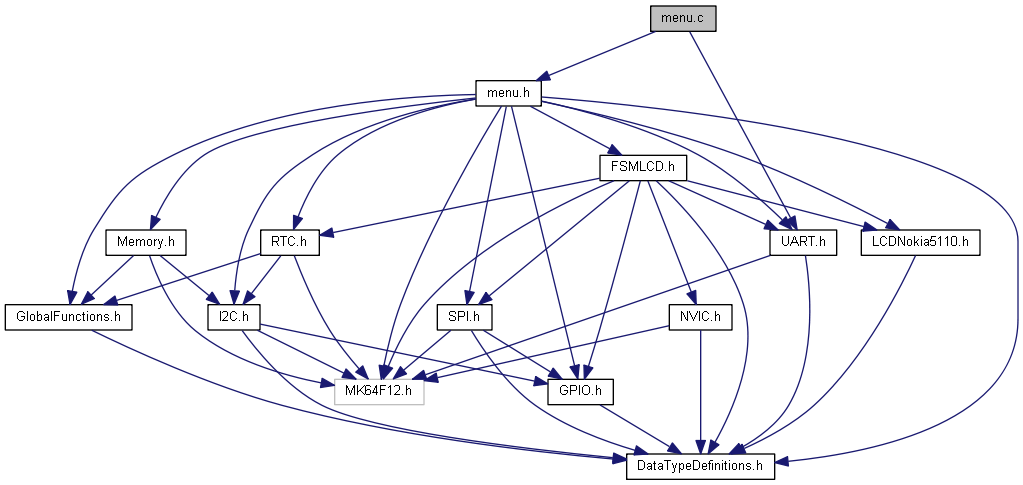 menu.c
menu.h
FSMLCD.h
Memory.h
RTC.h
UART.h
LCDNokia5110.h
GlobalFunctions.h
I2C.h
SPI.h
NVIC.h
MK64F12.h
GPIO.h
DataTypeDefinitions.h